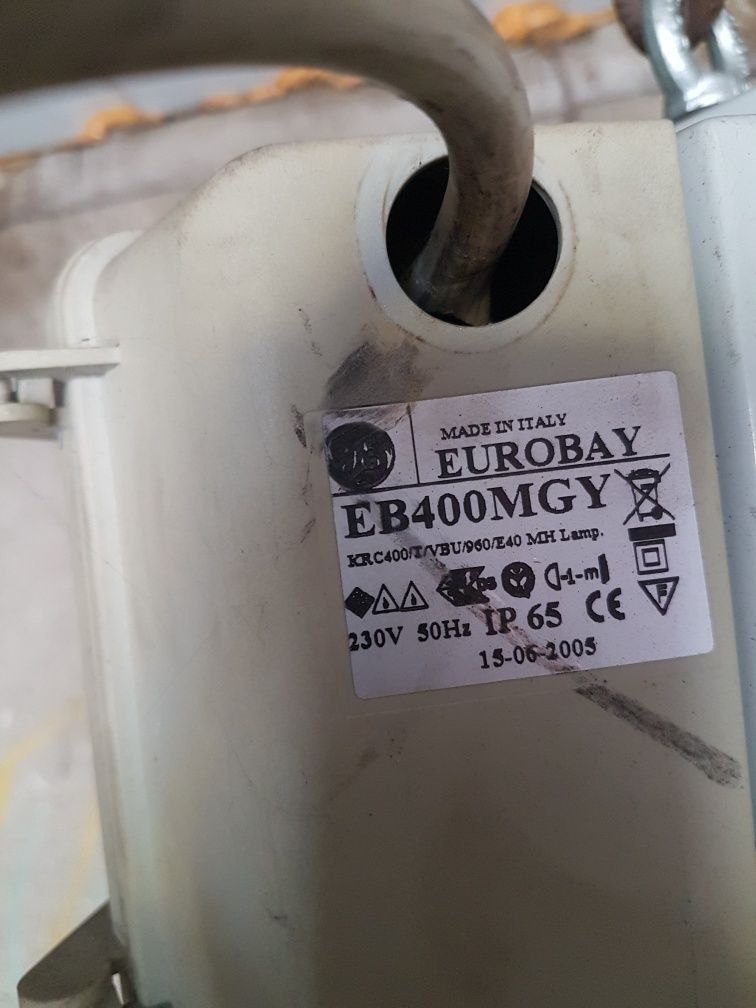 MADE IN ITALY
EUROBAY
EB400MGY
KRC400/T/VBU/960/E40 MH Lamp.
-1-m
F
230V 50Hz IP 65 CE
15-06-2005